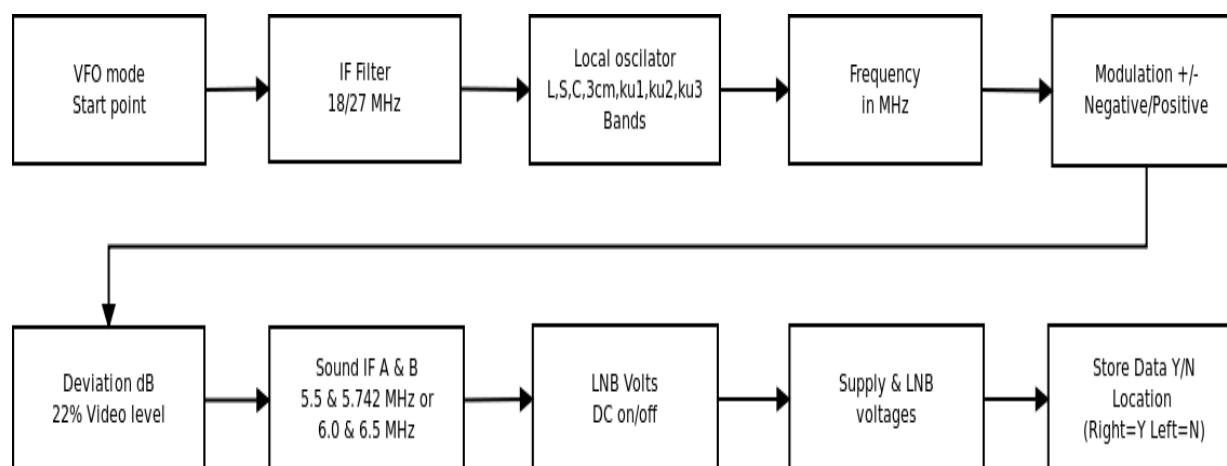 VFO mode
Start point
IF Filter
18/27 MHz
Local oscilator
L,S,C,3cm,ku1,ku2,ku3
Bands
Frequency
in MHz
Modulation +/-
Negative/Positive
Deviation dB
22% Video level
Sound IF A & B
5.5 & 5.742 MHz or
6.0 & 6.5 MHz
LNB Volts
DC on/off
Supply & LNB
voltages
Store Data Y/N
Location
(Right=Y Left=N)